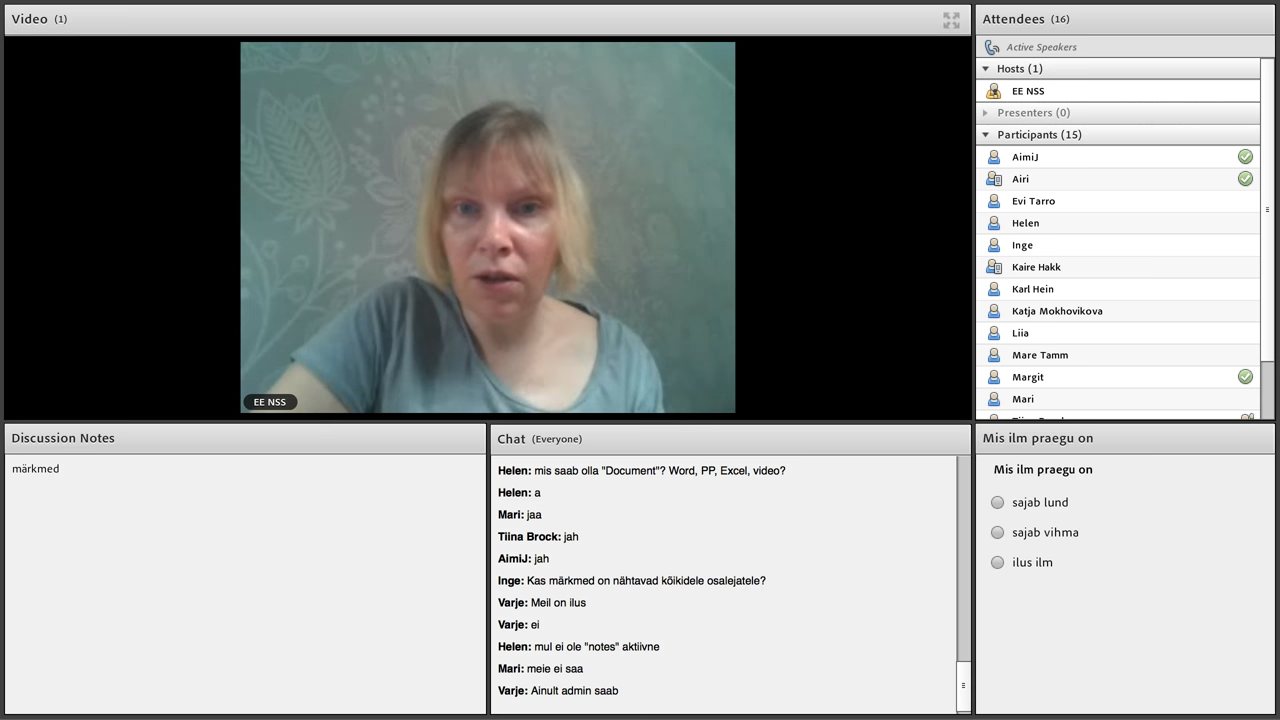 Video (1)
EE NSS
Attendees (16)
Active Speakers
Hosts (1)
EE NSS
Presenters (0)
Participants (15)
AimiJ
Airi
Evi Tarro
Helen
Inge
Kaire Hakk
Karl Hein
Katja Mokhovikova
Liia
Mare Tamm
Margit
Mari
Discussion Notes
märkmed
Chat (Everyone)
Helen: mis saab olla "Document"? Word, PP, Excel, video?
Helen: a
Mari: jaa
Tiina Brock: jah
AimiJ: jah
Inge: Kas märkmed on nähtavad kõikidele osalejatele?
Varje: Meil on ilus
Varje: ei
Helen: mul ei ole "notes" aktiivne
Mari: meie ei saa
Varje: Ainult admin saab
Mis ilm praegu on
Mis ilm praegu on
sajab lund
sajab vihma
ilus ilm